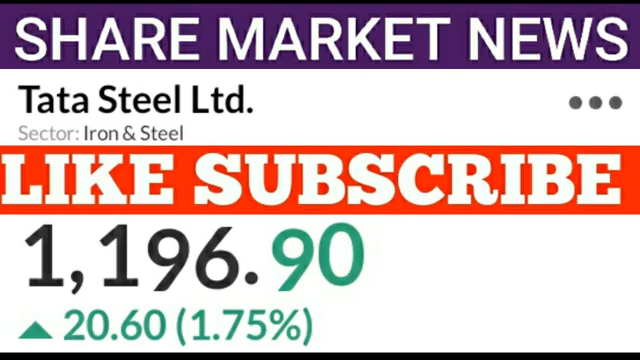 SHARE MARKET NEWS
Tata Steel Ltd.
Sector: Iron & Steel
LIKE SUBSCRIBE
1,196.90
20.60 (1.75%)